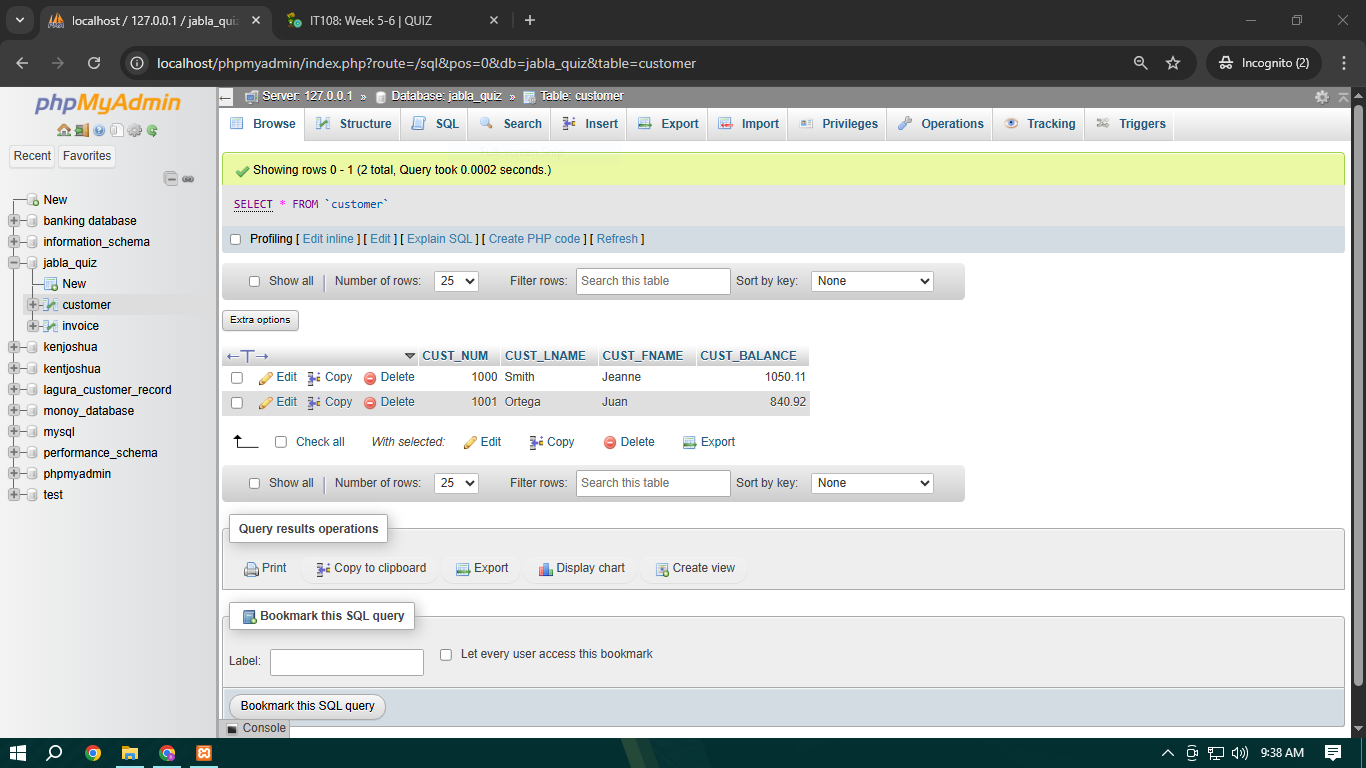 localhost / 127.0.0.1 / jabla_qui
IT108: Week 5-6 | QUIZ
localhost/phpmyadmin/index.php?route=/sql&pos=0&db=jabla_quiz&table=customer
Incognito (2)
phpMyAdmin
Recent
Favorites
New
banking database
information_schema
jabla_quiz
New
customer
invoice
kenjoshua
kentjoshua
lagura_customer_record
monoy_database
mysql
performance_schema
phpmyadmin
test
Server: 127.0.0.1 » Database: jabla_quiz » Table: customer
Browse Structure SQL Search Insert Export Import Privileges Operations Tracking Triggers
Showing rows 0 - 1 (2 total, Query took 0.0002 seconds.)
SELECT * FROM `customer`
Profiling [ Edit inline ] [ Edit ] [ Explain SQL ] [ Create PHP code ] [ Refresh ]
Show all Number of rows: 25 Filter rows: Search this table Sort by key: None
Extra options
←T→ CUST_NUM CUST_LNAME CUST_FNAME CUST_BALANCE
Edit Copy Delete 1000 Smith Jeanne 1050.11
Edit Copy Delete 1001 Ortega Juan 840.92
Check all With selected: Edit Copy Delete Export
Show all Number of rows: 25 Filter rows: Search this table Sort by key: None
Query results operations
Print Copy to clipboard Export Display chart Create view
Bookmark this SQL query
Label: Let every user access this bookmark
Bookmark this SQL query
Console
9:38 AM